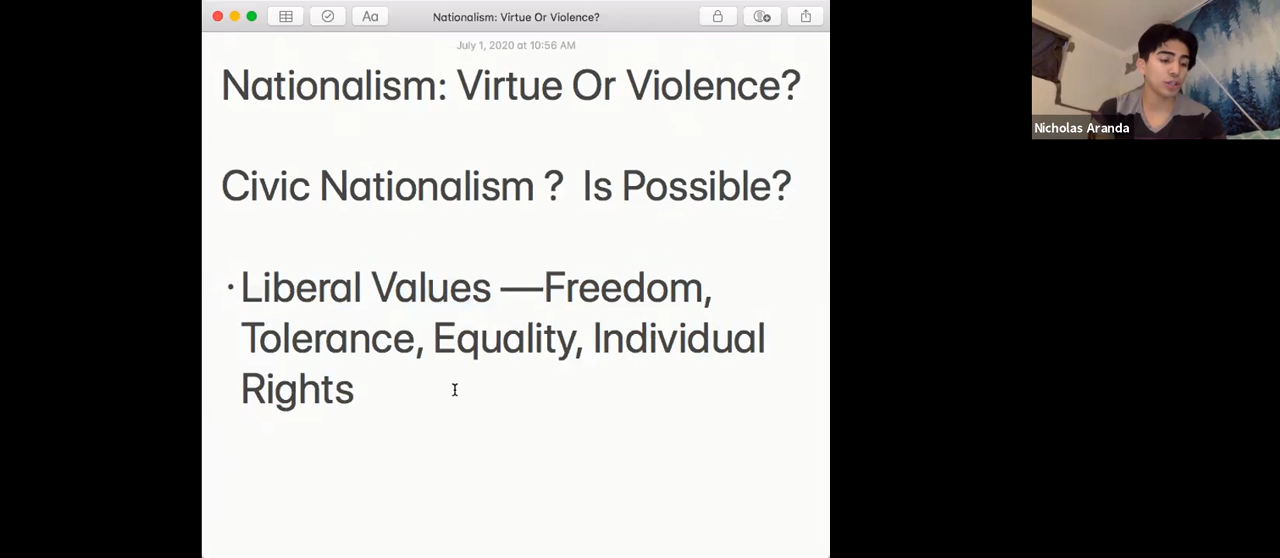 Aa
Nationalism: Virtue Or Violence?
July 1, 2020 at 10:56 AM
Nationalism: Virtue Or Violence?
Civic Nationalism ? Is Possible?
· Liberal Values —Freedom,
Tolerance, Equality, Individual
Rights
Nicholas Aranda